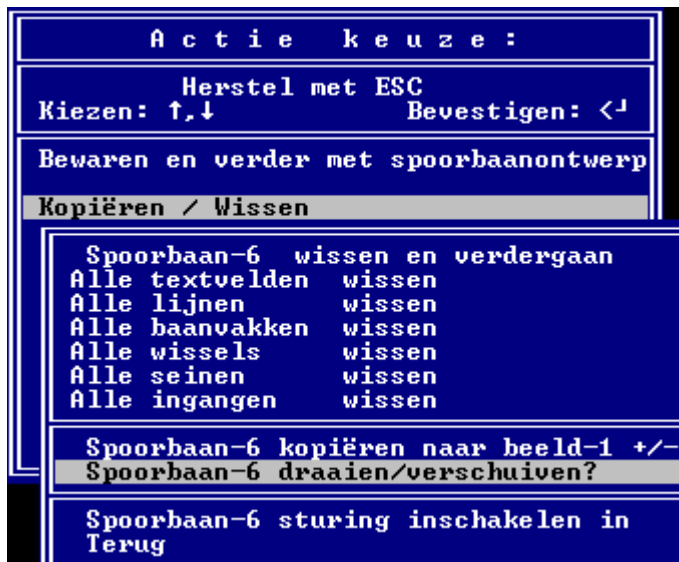 A c t i e   k e u z e :
Herstel met ESC
Kiezen: ↑,↓ Bevestigen: <┘
Bewaren en verder met spoorbaanontwerp
Kopiëren / Wissen
Spoorbaan-6 wissen en verdergaan
Alle textvelden wissen
Alle lijnen wissen
Alle baanvakken wissen
Alle wissels wissen
Alle seinen wissen
Alle ingangen wissen
Spoorbaan-6 kopiëren naar beeld-1 +/-
Spoorbaan-6 draaien/verschuiven?
Spoorbaan-6 sturing inschakelen in
Terug